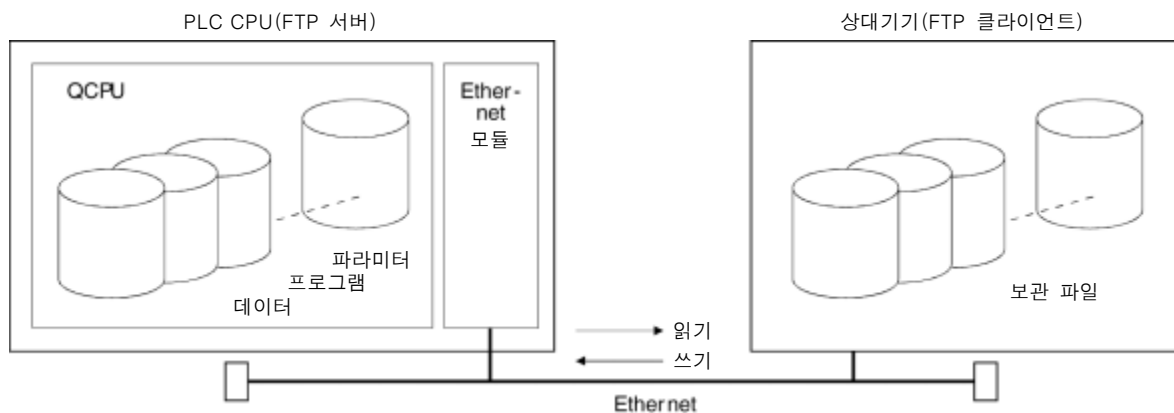 PLC CPU(FTP 서버)
상대기기(FTP 클라이언트)
QCPU
Ether-
net
모듈
파라미터
프로그램
데이터
보관 파일
읽기
쓰기
Ethernet